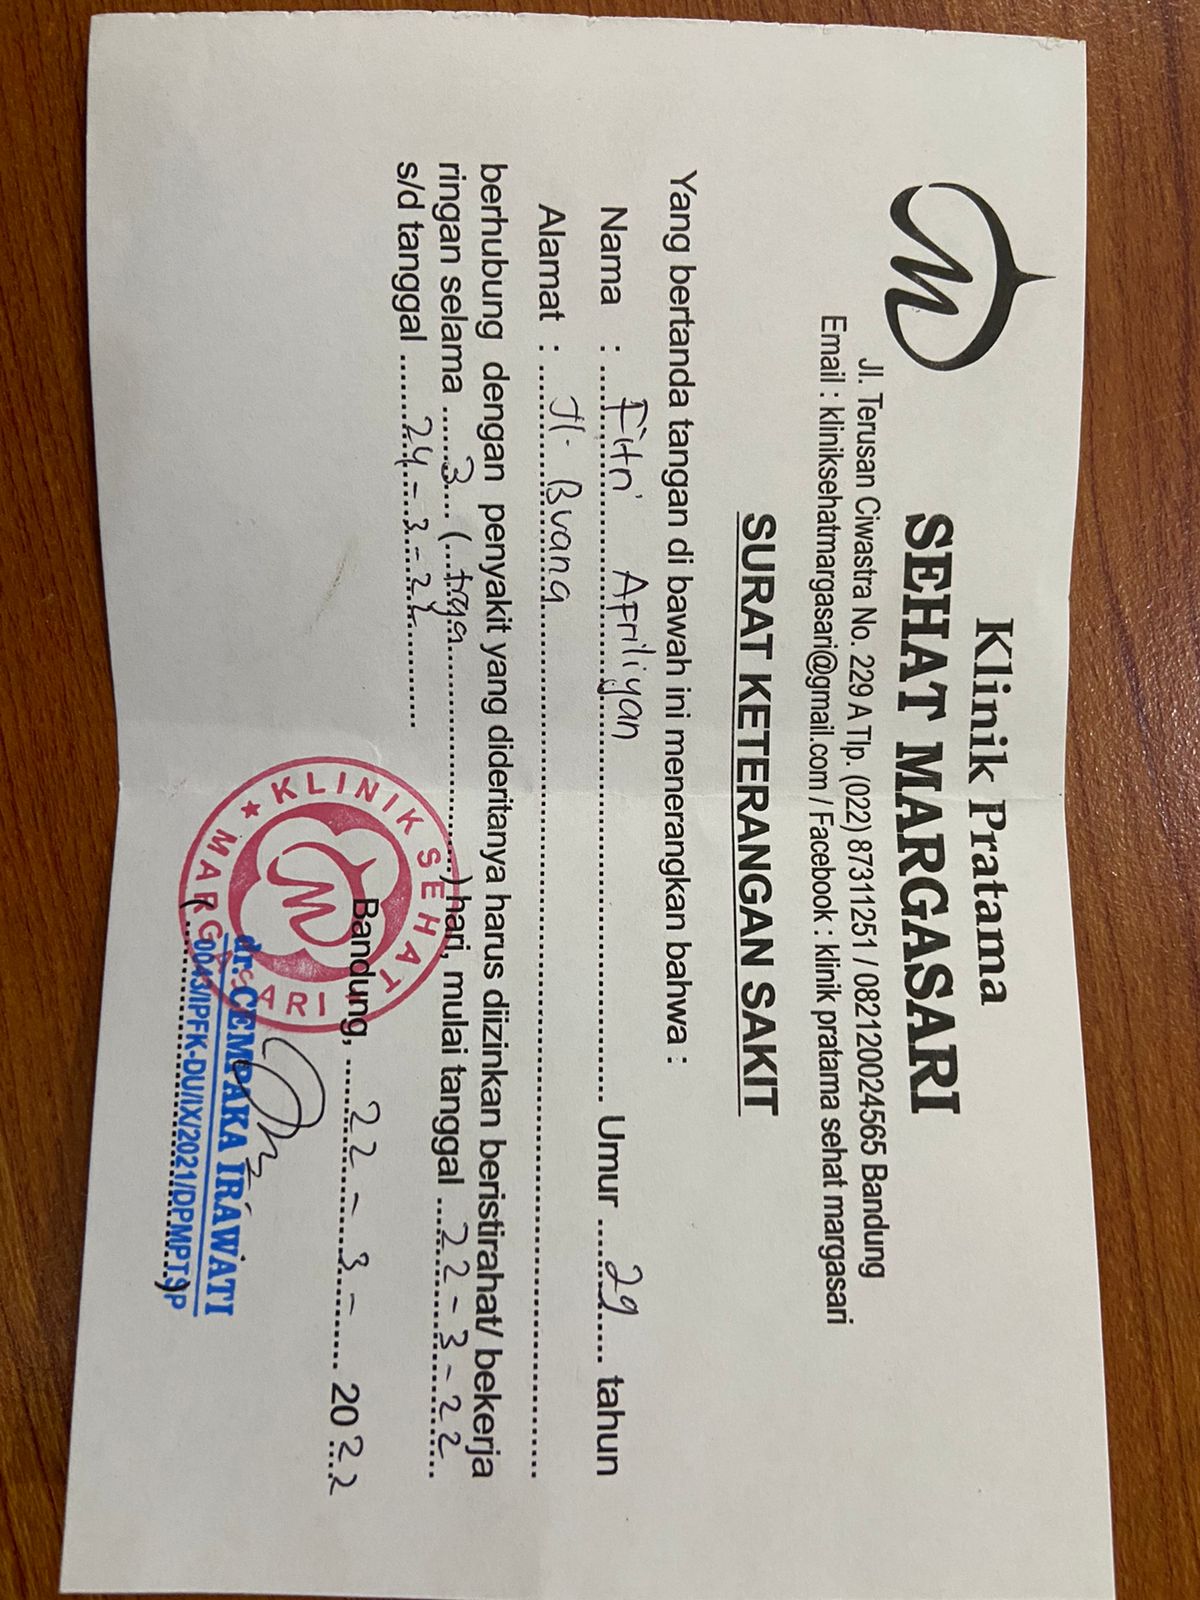 Klinik Pratama
SEHAT MARGASARI
Jl. Terusan Ciwastra No. 229 A Tlp. (022) 87311251 / 082120024565 Bandung
Email : kliniksehatmargasari@gmail.com / Facebook : klinik pratama sehat margasari
SURAT KETERANGAN SAKIT
Yang bertanda tangan di bawah ini menerangkan bahwa :
Nama : Fitri Apriliyan Umur 29 tahun
Alamat : Jl. Buana
berhubung dengan penyakit yang dideritanya harus diizinkan beristirahat/ bekerja
ringan selama 3 (tiga) hari, mulai tanggal 22-3-22
s/d tanggal 24-3-22
Bandung, 22-3-2022
KLINIK SEHAT
MARGASARI
dr. CEMPAKA IRAWATI
0043/IPFK-DU/IX/2021/DPMPTSP